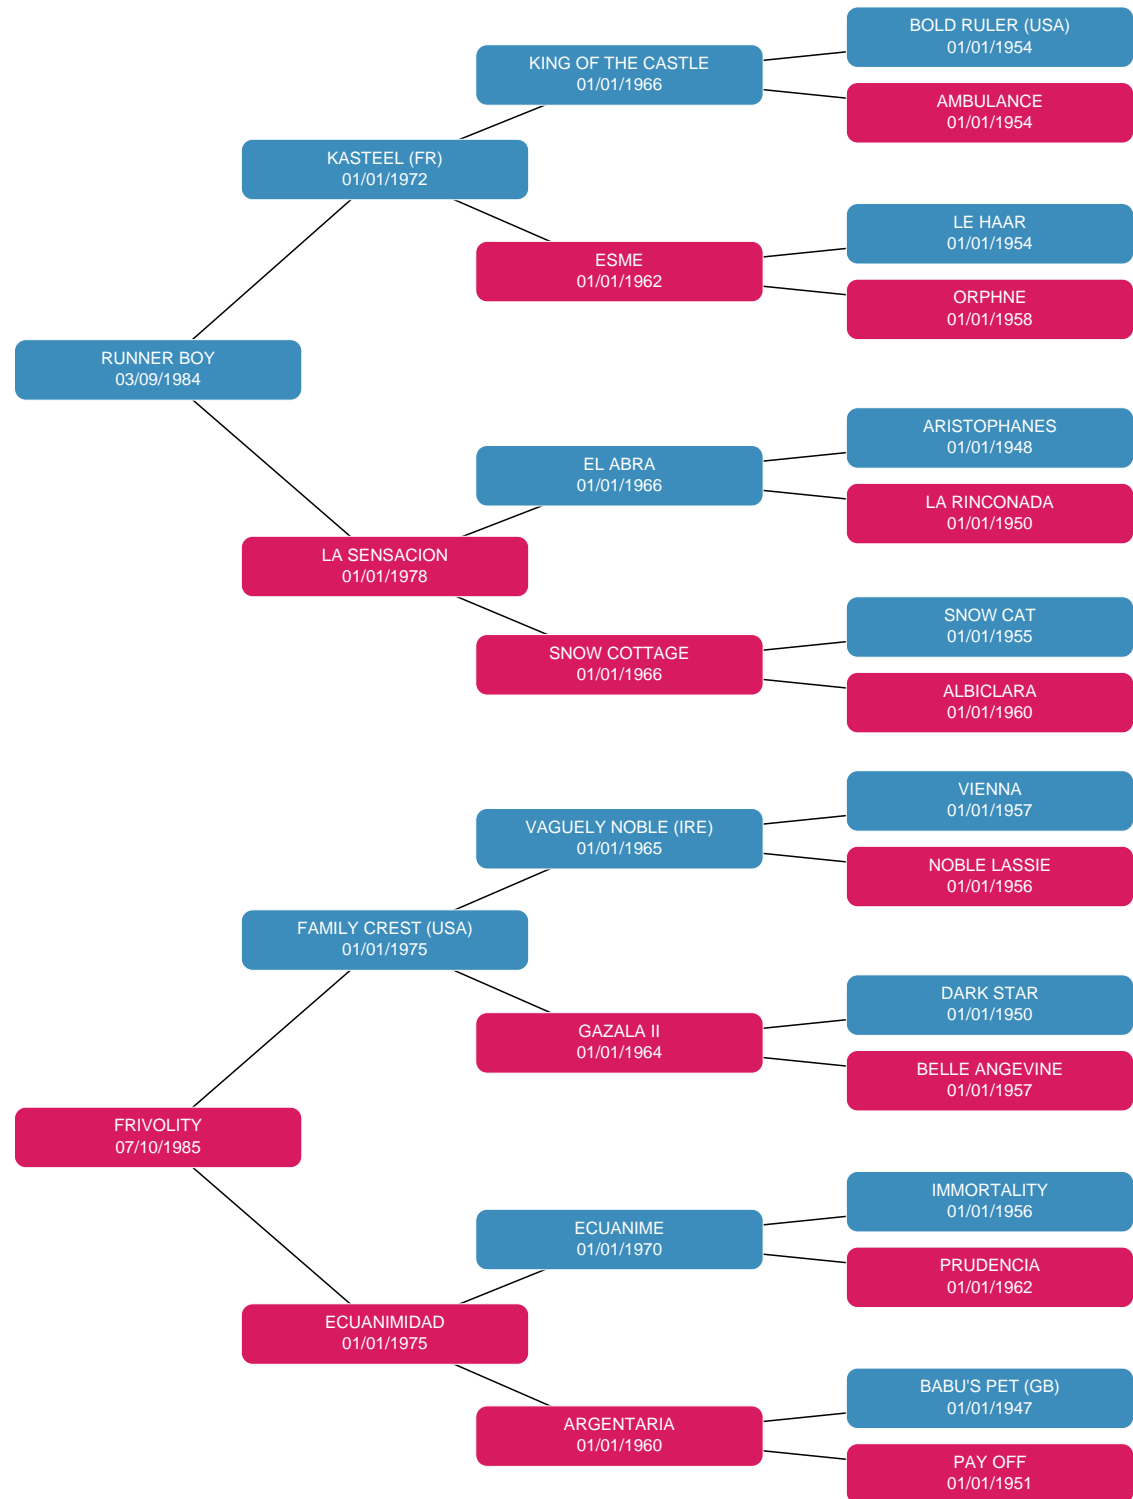 BOLD RULER (USA)
01/01/1954
KING OF THE CASTLE
01/01/1966
AMBULANCE
01/01/1954
KASTEEL (FR)
01/01/1972
LE HAAR
01/01/1954
ESME
01/01/1962
ORPHNE
01/01/1958
RUNNER BOY
03/09/1984
ARISTOPHANES
01/01/1948
EL ABRA
01/01/1966
LA RINCONADA
01/01/1950
LA SENSACION
01/01/1978
SNOW CAT
01/01/1955
SNOW COTTAGE
01/01/1966
ALBICLARA
01/01/1960
VIENNA
01/01/1957
VAGUELY NOBLE (IRE)
01/01/1965
NOBLE LASSIE
01/01/1956
FAMILY CREST (USA)
01/01/1975
DARK STAR
01/01/1950
GAZALA II
01/01/1964
BELLE ANGEVINE
01/01/1957
FRIVOLITY
07/10/1985
IMMORTALITY
01/01/1956
ECUANIME
01/01/1970
PRUDENCIA
01/01/1962
ECUANIMIDAD
01/01/1975
BABU'S PET (GB)
01/01/1947
ARGENTARIA
01/01/1960
PAY OFF
01/01/1951